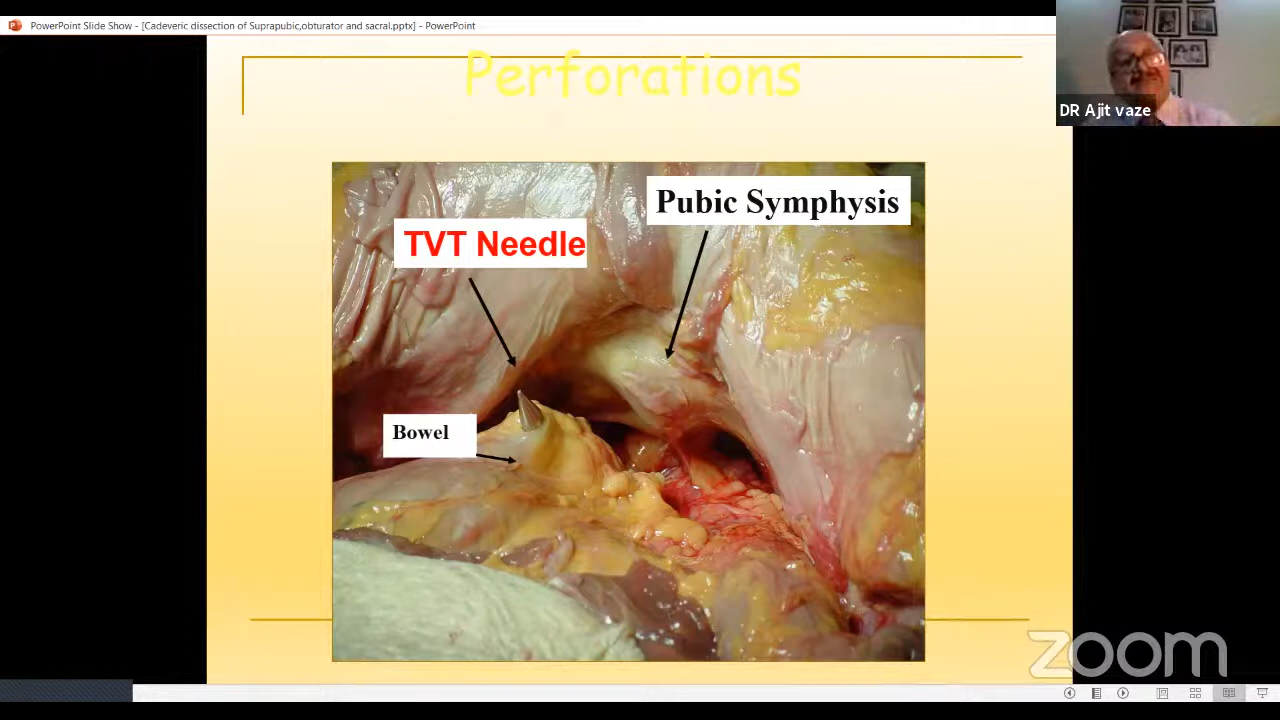 PowerPoint Slide Show - [Cadeveric dissection of Suprapubic,obturator and sacral.pptx] - PowerPoint
DR Ajit vaze
Perforations
Pubic Symphysis
TVT Needle
Bowel
zoom